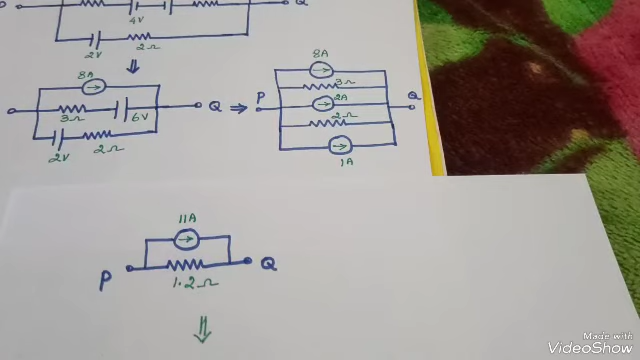 P
Q
4V
2V
2Ω
8A
3Ω
6V
2V
2Ω
Q
8A
3Ω
P
2A
Q
2Ω
1A
11A
P
Q
1.2Ω
Made with
VideoShow